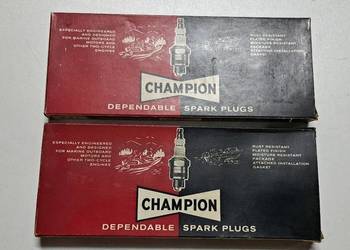 ESPECIALLY ENGINEERED
AND DESIGNED
FOR MARINE OUTBOARD
MOTORS AND
OTHER TWO-CYCLE
ENGINES
RUST RESISTANT
PLATED FINISH
MOISTURE RESISTANT
PACKAGE
ATTACHED INSTALLATION
GASKET
CHAMPION
DEPENDABLE SPARK PLUGS
ESPECIALLY ENGINEERED
AND DESIGNED
FOR MARINE OUTBOARD
MOTORS AND
OTHER TWO-CYCLE
ENGINES
RUST RESISTANT
PLATED FINISH
MOISTURE RESISTANT
PACKAGE
ATTACHED INSTALLATION
GASKET
CHAMPION
DEPENDABLE SPARK PLUGS